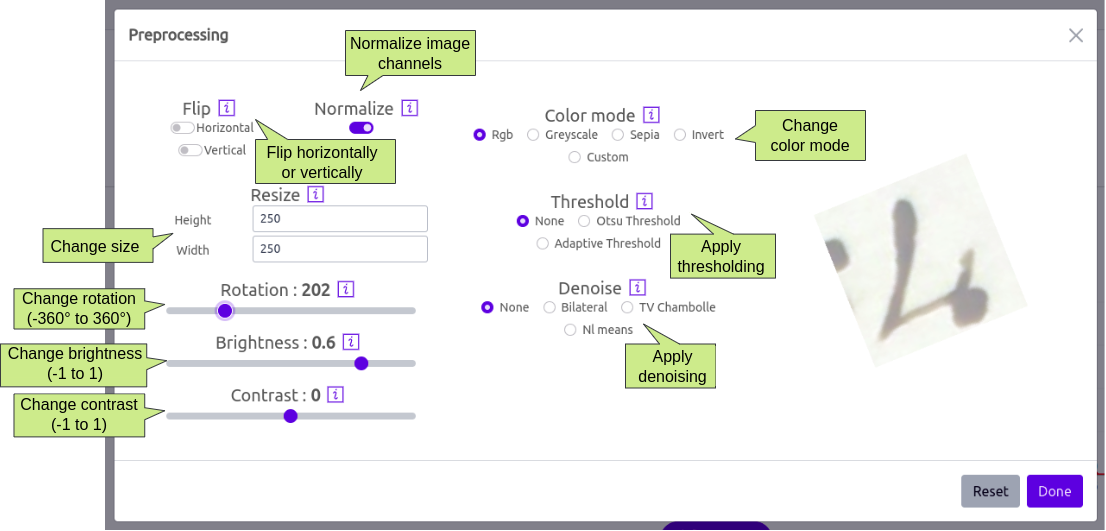 Preprocessing
Normalize image
channels
Flip i
Normalize i
Horizontal
Vertical
Flip horizontally
or vertically
Resize i
Height 250
Width 250
Change size
Rotation : 202 i
Change rotation
(-360° to 360°)
Brightness : 0.6 i
Change brightness
(-1 to 1)
Contrast : 0 i
Change contrast
(-1 to 1)
Color mode i
Rgb Greyscale Sepia Invert
Custom
Change
color mode
Threshold i
None Otsu Threshold
Adaptive Threshold
Apply
thresholding
Denoise i
None Bilateral TV Chambolle
Nl means
Apply
denoising
Reset Done